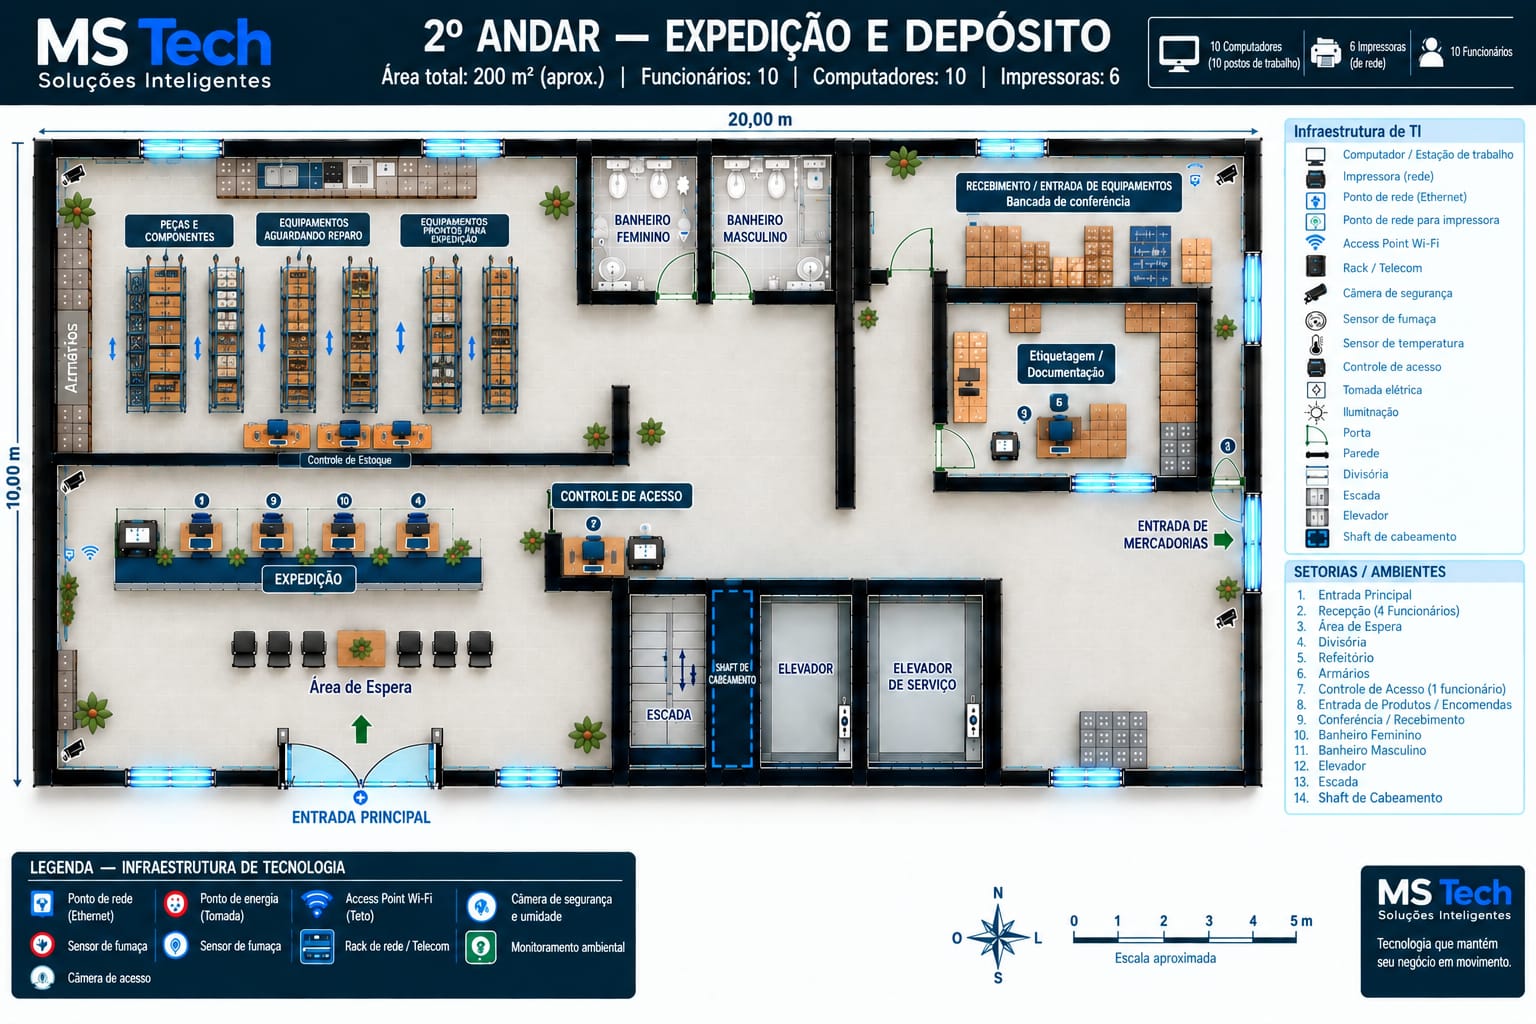 MS Tech
Soluções Inteligentes
2º ANDAR — EXPEDIÇÃO E DEPÓSITO
Área total: 200 m² (aprox.) | Funcionários: 10 | Computadores: 10 | Impressoras: 6
10 Computadores
(10 postos de trabalho)
6 Impressoras
(de rede)
10 Funcionários
20,00 m
10,00 m
PEÇAS E
COMPONENTES
EQUIPAMENTOS
AGUARDANDO REPARO
EQUIPAMENTOS
PRONTOS PARA
EXPEDIÇÃO
BANHEIRO
FEMININO
BANHEIRO
MASCULINO
RECEBIMENTO / ENTRADA DE EQUIPAMENTOS
Bancada de conferência
Armários
Etiquetagem /
Documentação
6
9
Controle de Estoque
9
10
4
CONTROLE DE ACESSO
EXPEDIÇÃO
ENTRADA DE
MERCADORIAS
Área de Espera
ESCADA
SHAFT DE
CABEAMENTO
ELEVADOR
ELEVADOR
DE SERVIÇO
ENTRADA PRINCIPAL
Infraestrutura de TI
Computador / Estação de trabalho
Impressora (rede)
Ponto de rede (Ethernet)
Ponto de rede para impressora
Access Point Wi-Fi
Rack / Telecom
Câmera de segurança
Sensor de fumaça
Sensor de temperatura
Controle de acesso
Tomada elétrica
Ilumitnação
Porta
Parede
Divisória
Escada
Elevador
Shaft de cabeamento
SETORIAS / AMBIENTES
1. Entrada Principal
2. Recepção (4 Funcionários)
3. Área de Espera
4. Divisória
5. Refeitório
6. Armários
7. Controle de Acesso (1 funcionário)
8. Entrada de Produtos / Encomendas
9. Conferência / Recebimento
10. Banheiro Feminino
11. Banheiro Masculino
12. Elevador
13. Escada
14. Shaft de Cabeamento
LEGENDA — INFRAESTRUTURA DE TECNOLOGIA
Ponto de rede
(Ethernet)
Ponto de energia
(Tomada)
Access Point Wi-Fi
(Teto)
Câmera de segurança
e umidade
Sensor de fumaça
Sensor de fumaça
Rack de rede / Telecom
Monitoramento ambiental
Câmera de acesso
N
O
L
S
0 1 2 3 4 5 m
Escala aproximada
MS Tech
Soluções Inteligentes
Tecnologia que mantém
seu negócio em movimento.